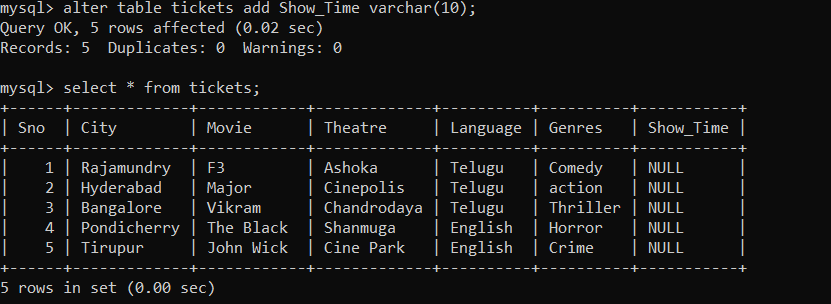 mysql> alter table tickets add Show_Time varchar(10);
Query OK, 5 rows affected (0.02 sec)
Records: 5  Duplicates: 0  Warnings: 0

mysql> select * from tickets;
+------+-------------+-----------+------------+----------+----------+-----------+
| Sno  | City        | Movie     | Theatre    | Language | Genres   | Show_Time |
+------+-------------+-----------+------------+----------+----------+-----------+
|    1 | Rajamundry  | F3        | Ashoka     | Telugu   | Comedy   | NULL      |
|    2 | Hyderabad   | Major     | Cinepolis  | Telugu   | action   | NULL      |
|    3 | Bangalore   | Vikram    | Chandrodaya | Telugu   | Thriller | NULL      |
|    4 | Pondicherry | The Black | Shanmuga   | English  | Horror   | NULL      |
|    5 | Tirupur     | John Wick | Cine Park  | English  | Crime    | NULL      |
+------+-------------+-----------+------------+----------+----------+-----------+
5 rows in set (0.00 sec)